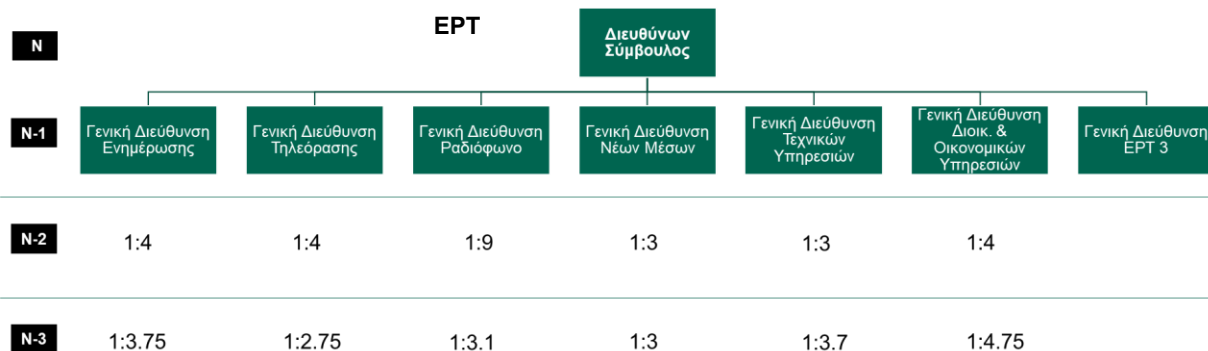 ΕΡΤ
N
Διευθύνων
Σύμβουλος
N-1
Γενική Διεύθυνση
Ενημέρωσης
Γενική Διεύθυνση
Τηλεόρασης
Γενική Διεύθυνση
Ραδιόφωνο
Γενική Διεύθυνση
Νέων Μέσων
Γενική Διεύθυνση
Τεχνικών
Υπηρεσιών
Γενική Διεύθυνση
Διοικ. &
Οικονομικών
Υπηρεσιών
Γενική Διεύθυνση
ΕΡΤ 3
N-2 1:4 1:4 1:9 1:3 1:3 1:4
N-3 1:3.75 1:2.75 1:3.1 1:3 1:3.7 1:4.75